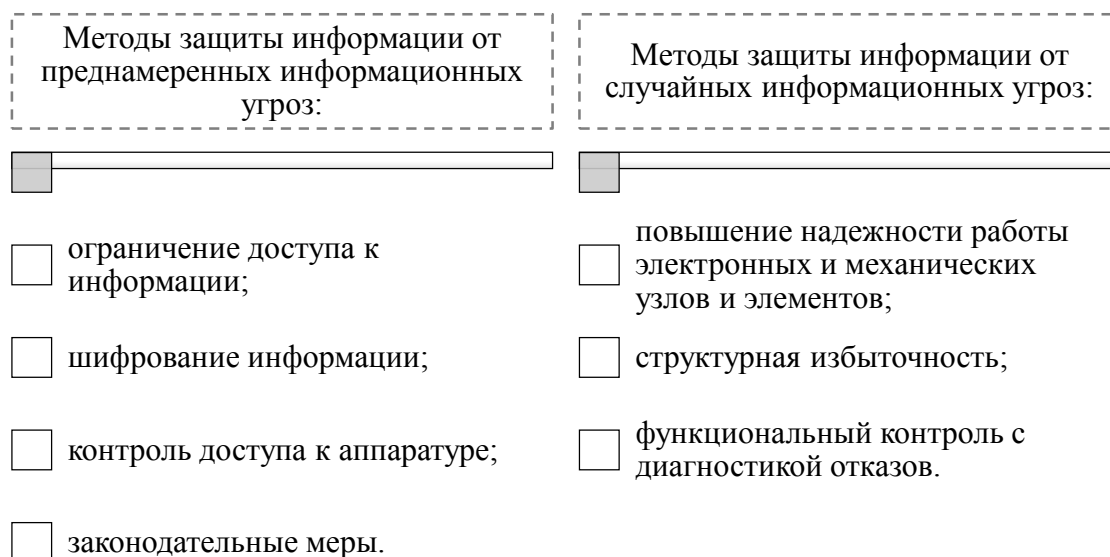 Методы защиты информации от
преднамеренных информационных
угроз:
ограничение доступа к
информации;
шифрование информации;
контроль доступа к аппаратуре;
законодательные меры.
Методы защиты информации от
случайных информационных угроз:
повышение надежности работы
электронных и механических
узлов и элементов;
структурная избыточность;
функциональный контроль с
диагностикой отказов.